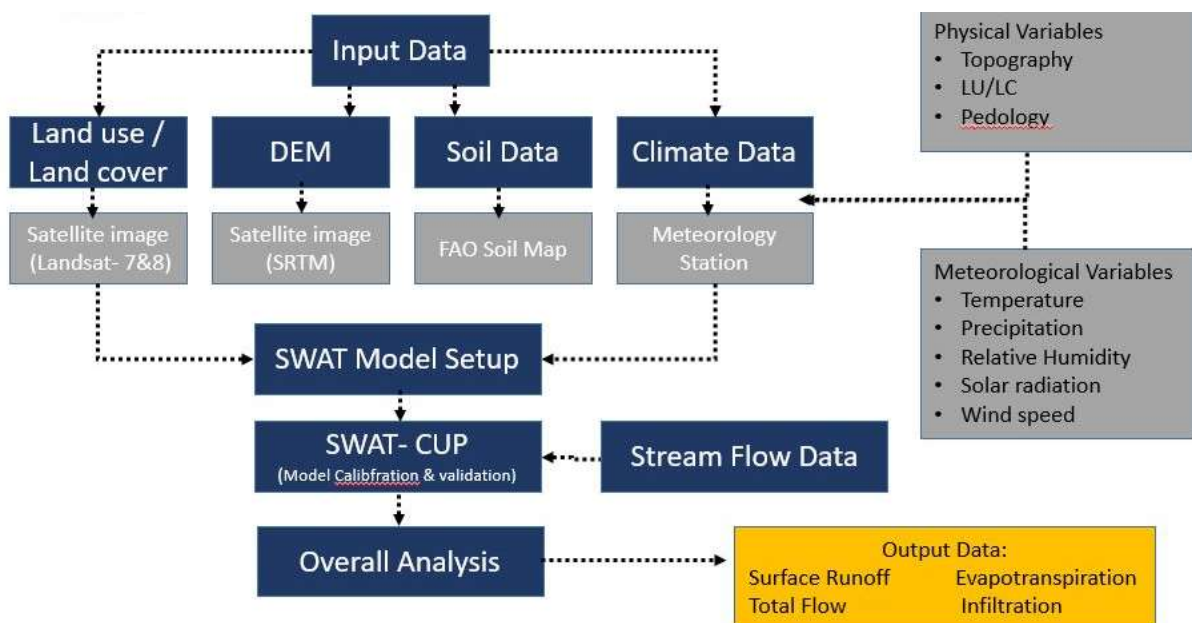 Input Data
Land use /
Land cover
DEM
Soil Data
Climate Data
Satellite image
(Landsat- 7&8)
Satellite image
(SRTM)
FAO Soil Map
Meteorology
Station
Physical Variables
• Topography
• LU/LC
• Pedology
Meteorological Variables
• Temperature
• Precipitation
• Relative Humidity
• Solar radiation
• Wind speed
SWAT Model Setup
SWAT- CUP
(Model Calibfration & validation)
Stream Flow Data
Overall Analysis
Output Data:
Surface Runoff Evapotranspiration
Total Flow Infiltration